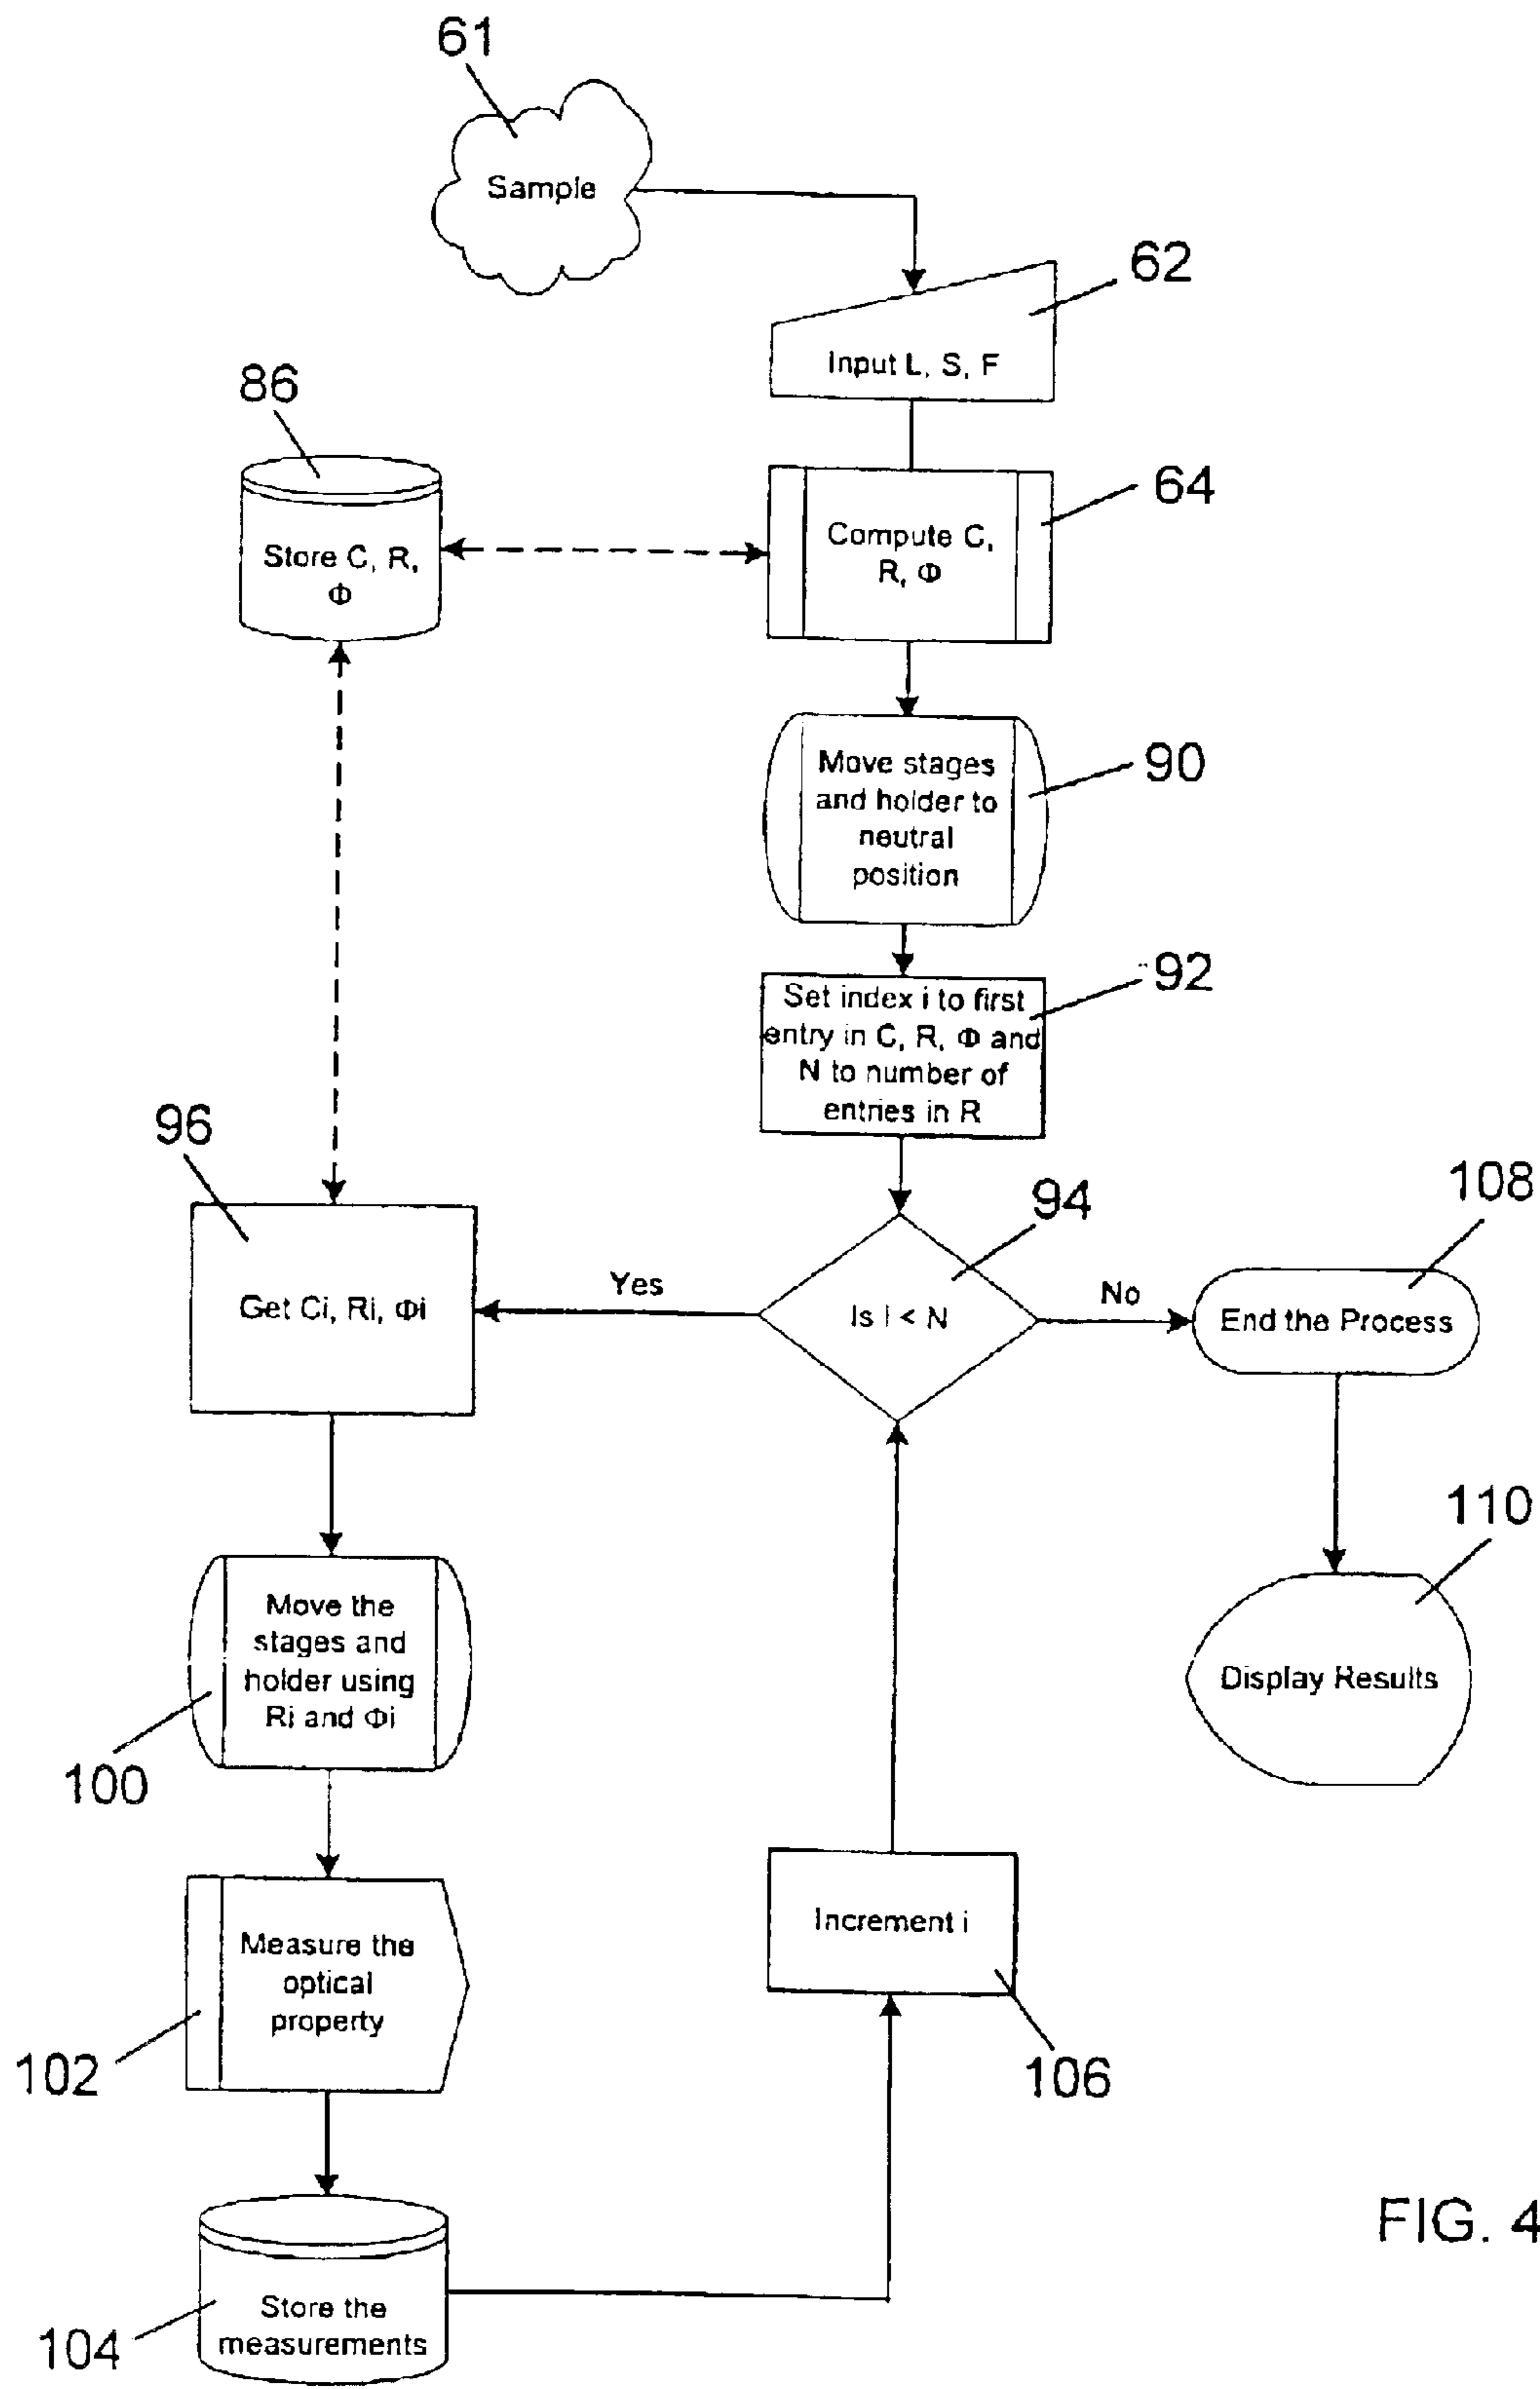 61
Sample
62
Input L, S, F
86
Store C, R,
Φ
64
Compute C,
R, Φ
Move stages
and holder to
neutral
position
90
92
Set index i to first
entry in C, R, Φ and
N to number of
entries in R
96
Get Ci, Ri, Φi
Yes
94
Is I < N
No
108
End the Process
110
Display Results
Move the
stages and
holder using
Ri and Φi
100
Measure the
optical
property
102
Increment i
106
Store the
measurements
104
FIG. 4